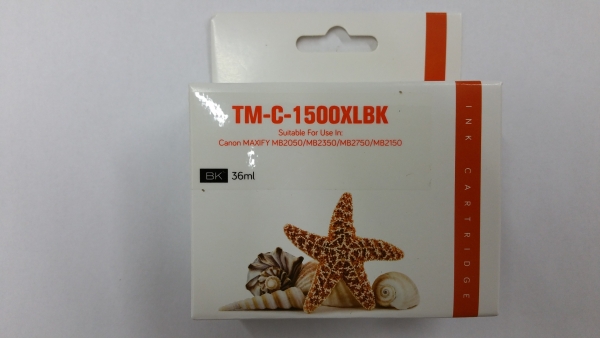 TM-C-1500XLBK
Suitable For Use In:
Canon MAXIFY MB2050/MB2350/MB2750/MB2150
BK 36ml
INK CARTRIDGE